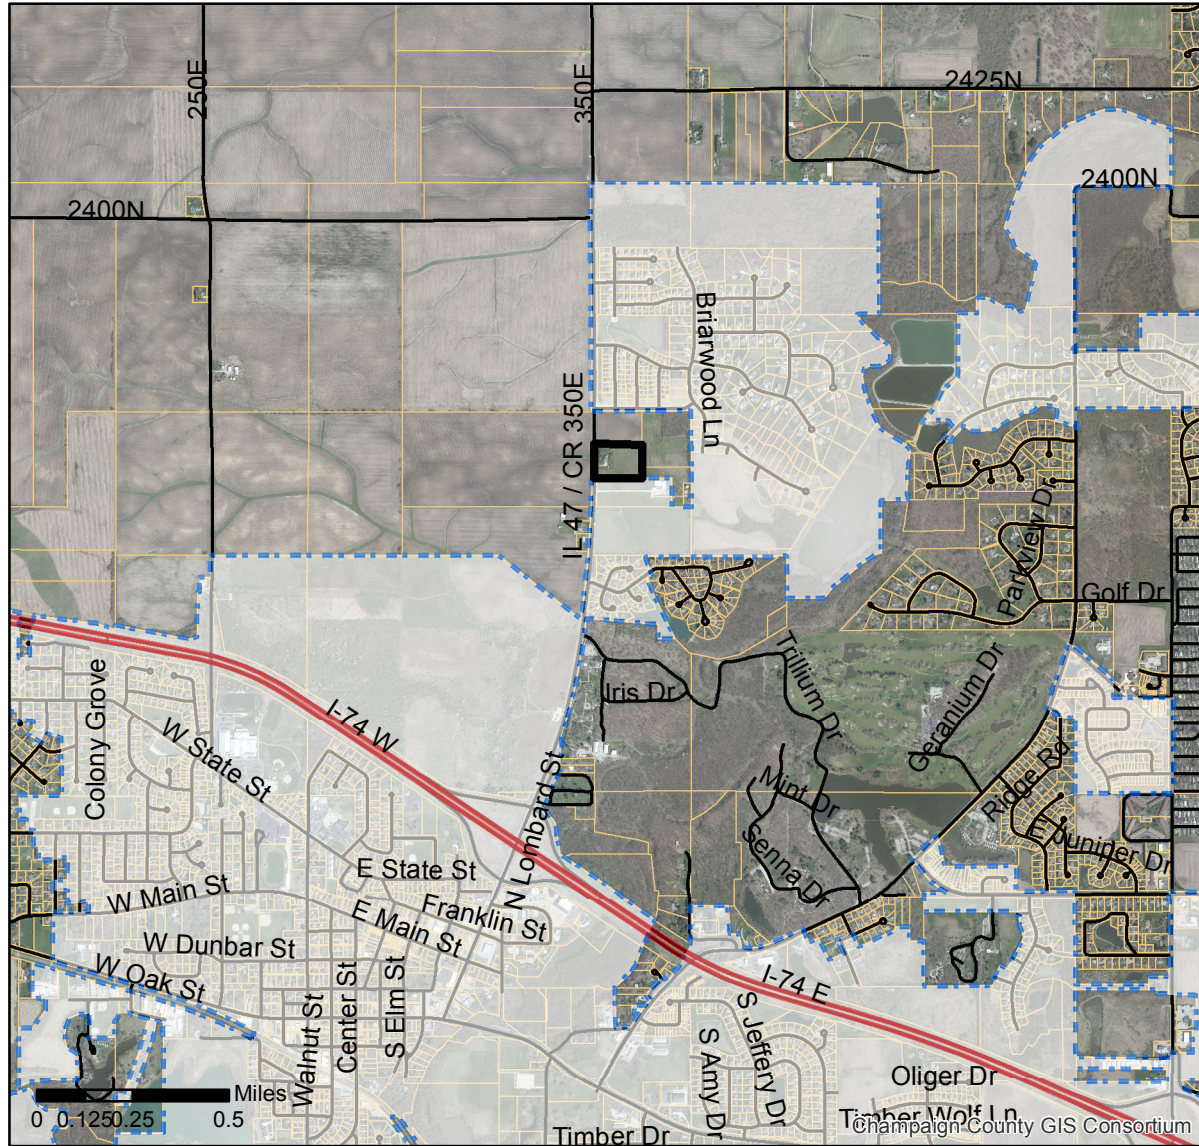 250E
350E
2425N
2400N
2400N
Briarwood Ln
IL 47 / CR 350E
Parkview Dr
Golf Dr
Trillium Dr
Iris Dr
Geranium Dr
Colony Grove
I-74 W
W State St
Ridge Rd
Mint Dr
N Lombard St
Senna Dr
E Juniper Dr
E State St
W Main St
Franklin St
E Main St
W Dunbar St
W Oak St
I-74 E
Walnut St
Center St
S Elm St
S Jeffery Dr
S Amy Dr
Oliger Dr
Miles
0 0.125 0.25 0.5
Timber Wolf Ln
Champaign County GIS Consortium
Timber Dr